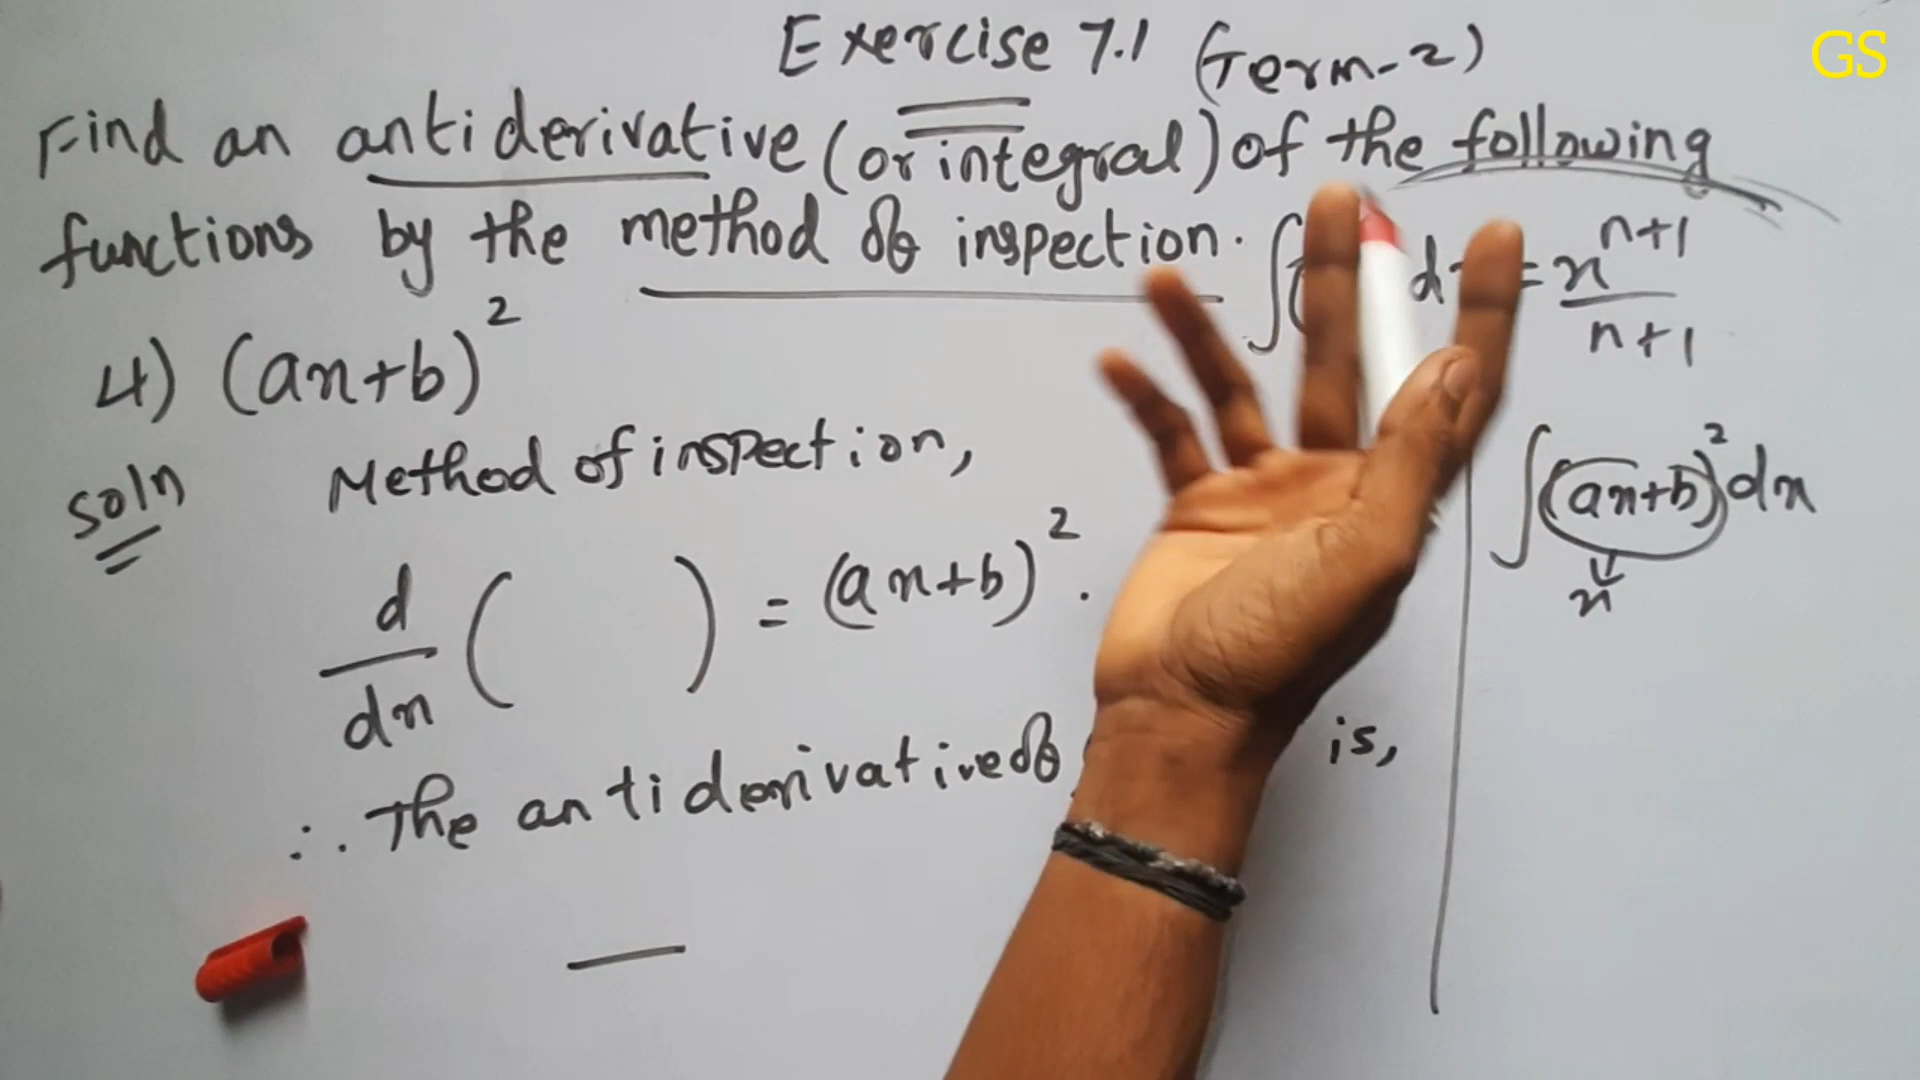 Exercise 7.1 (Term-2)
GS
Find an antiderivative (or integral) of the following
functions by the method of inspection.
∫ d = x^(n+1)/(n+1)
4) (ax+b)²
Soln
Method of inspection,
d/dx ( ) = (ax+b)².
∴ The antiderivative of is,
∫(ax+b)² dx
x